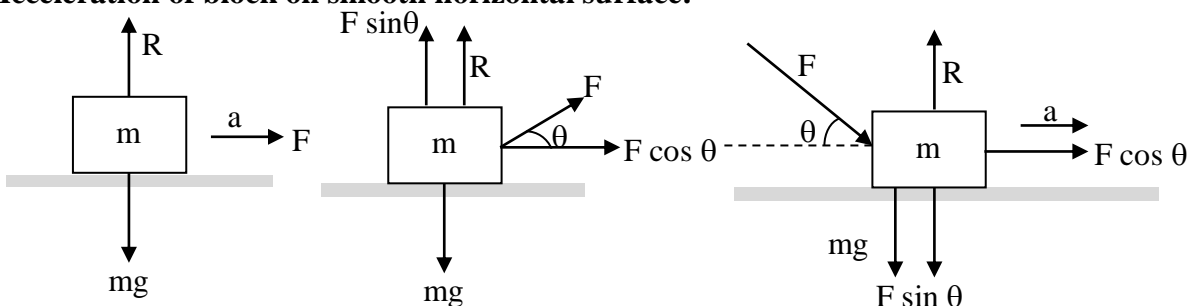 Acceleration of block on smooth horizontal surface:
R
m
a
F
mg
F sinθ
R
F
θ
m
F cos θ
mg
F
θ
R
m
a
F cos θ
mg
F sin θ